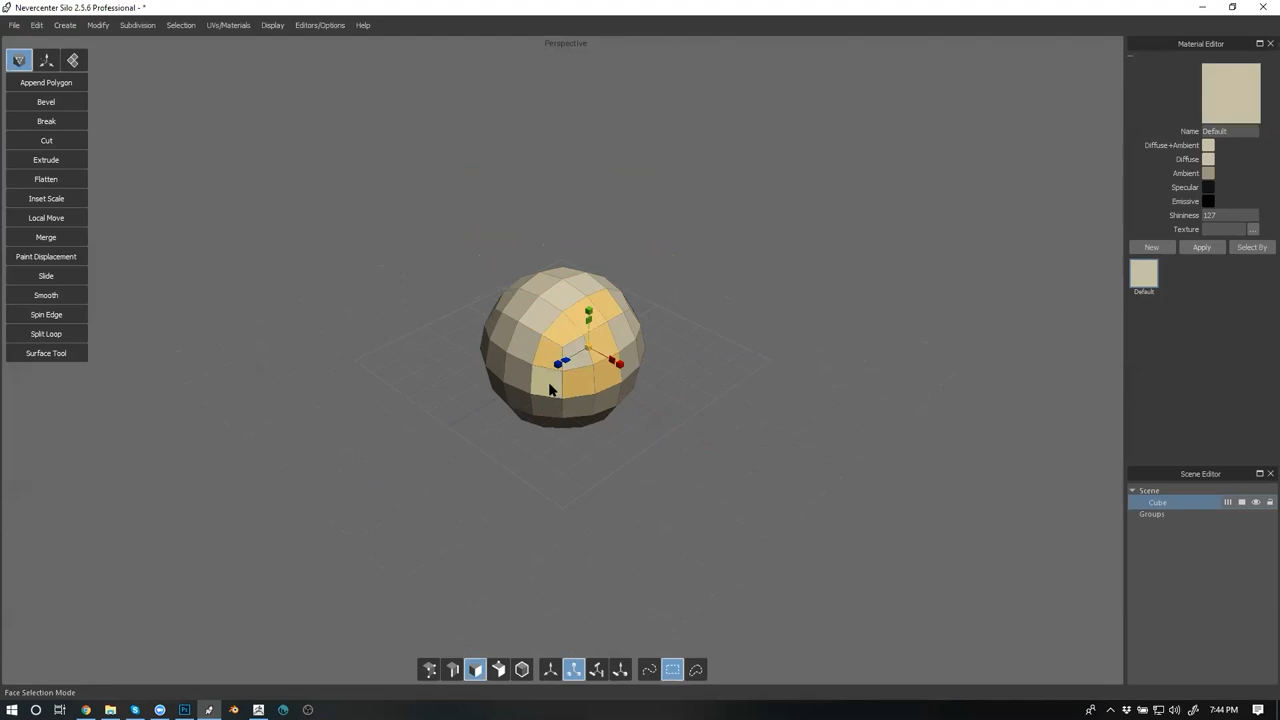 Nevercenter Silo 2.5.6 Professional - *
File Edit Create Modify Subdivision Selection UVs/Materials Display Editors/Options Help
Perspective
Material Editor
Append Polygon
Bevel
Break
Cut
Extrude
Flatten
Inset Scale
Local Move
Merge
Paint Displacement
Slide
Smooth
Spin Edge
Split Loop
Surface Tool
Name Default
Diffuse+Ambient
Diffuse
Ambient
Specular
Emissive
Shininess 127
Texture ...
New Apply Select By
Default
Scene Editor
Scene
Cube
Groups
Face Selection Mode
7:44 PM